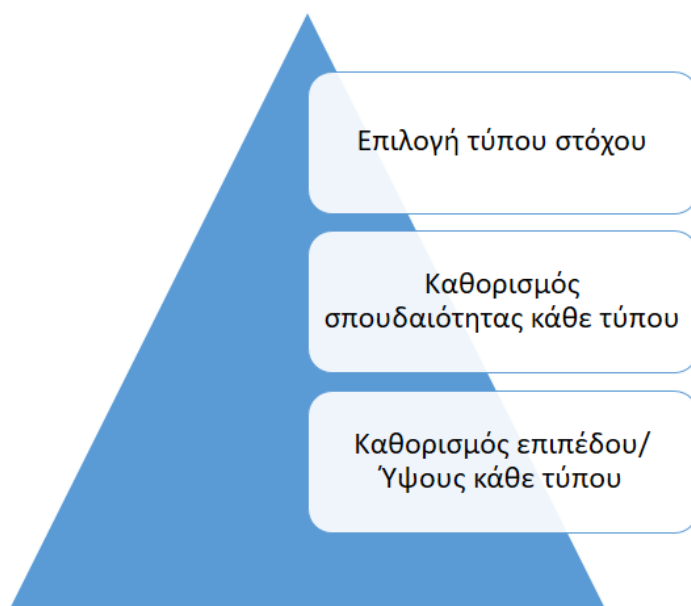 Επιλογή τύπου στόχου
Καθορισμός
σπουδαιότητας κάθε τύπου
Καθορισμός επιπέδου/
Ύψους κάθε τύπου